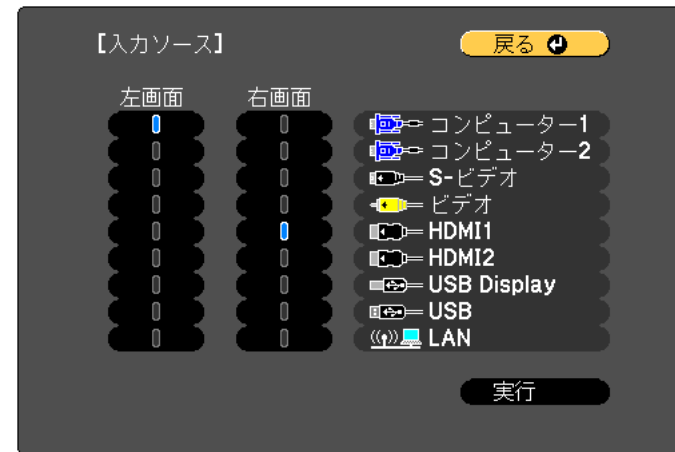 【入力ソース】
戻る
左画面 右画面
コンピューター1
コンピューター2
S-ビデオ
ビデオ
HDMI1
HDMI2
USB Display
USB
LAN
実行